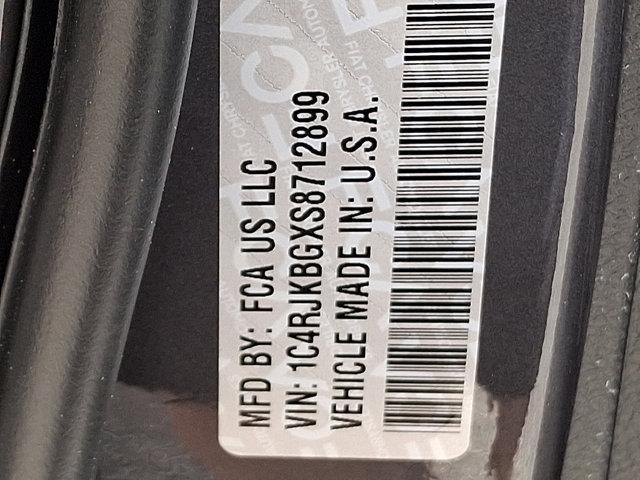 MFD BY: FCA US LLC
VIN: 1C4RJKBGXS8712899
VEHICLE MADE IN: U.S.A.